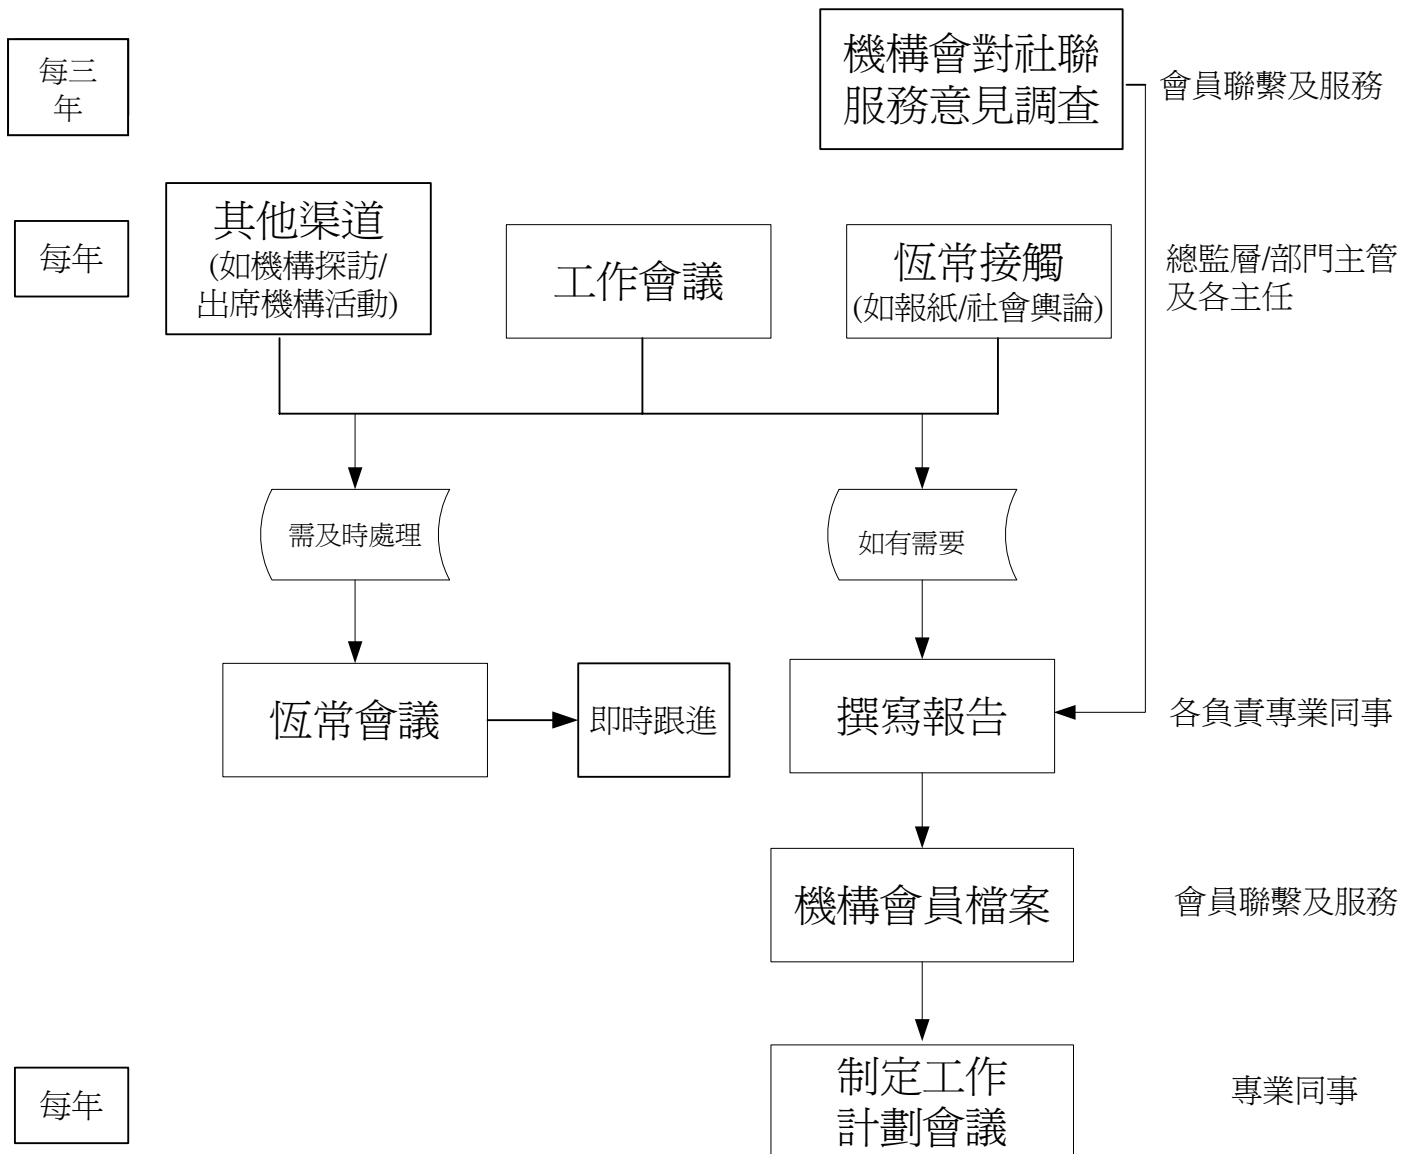 每三
年
機構會對社聯
服務意見調查
會員聯繫及服務
每年
其他渠道
(如機構探訪/
出席機構活動)
工作會議
恆常接觸
(如報紙/社會輿論)
總監層/部門主管
及各主任
需及時處理
如有需要
恆常會議
即時跟進
撰寫報告
各負責專業同事
機構會員檔案
會員聯繫及服務
每年
制定工作
計劃會議
專業同事